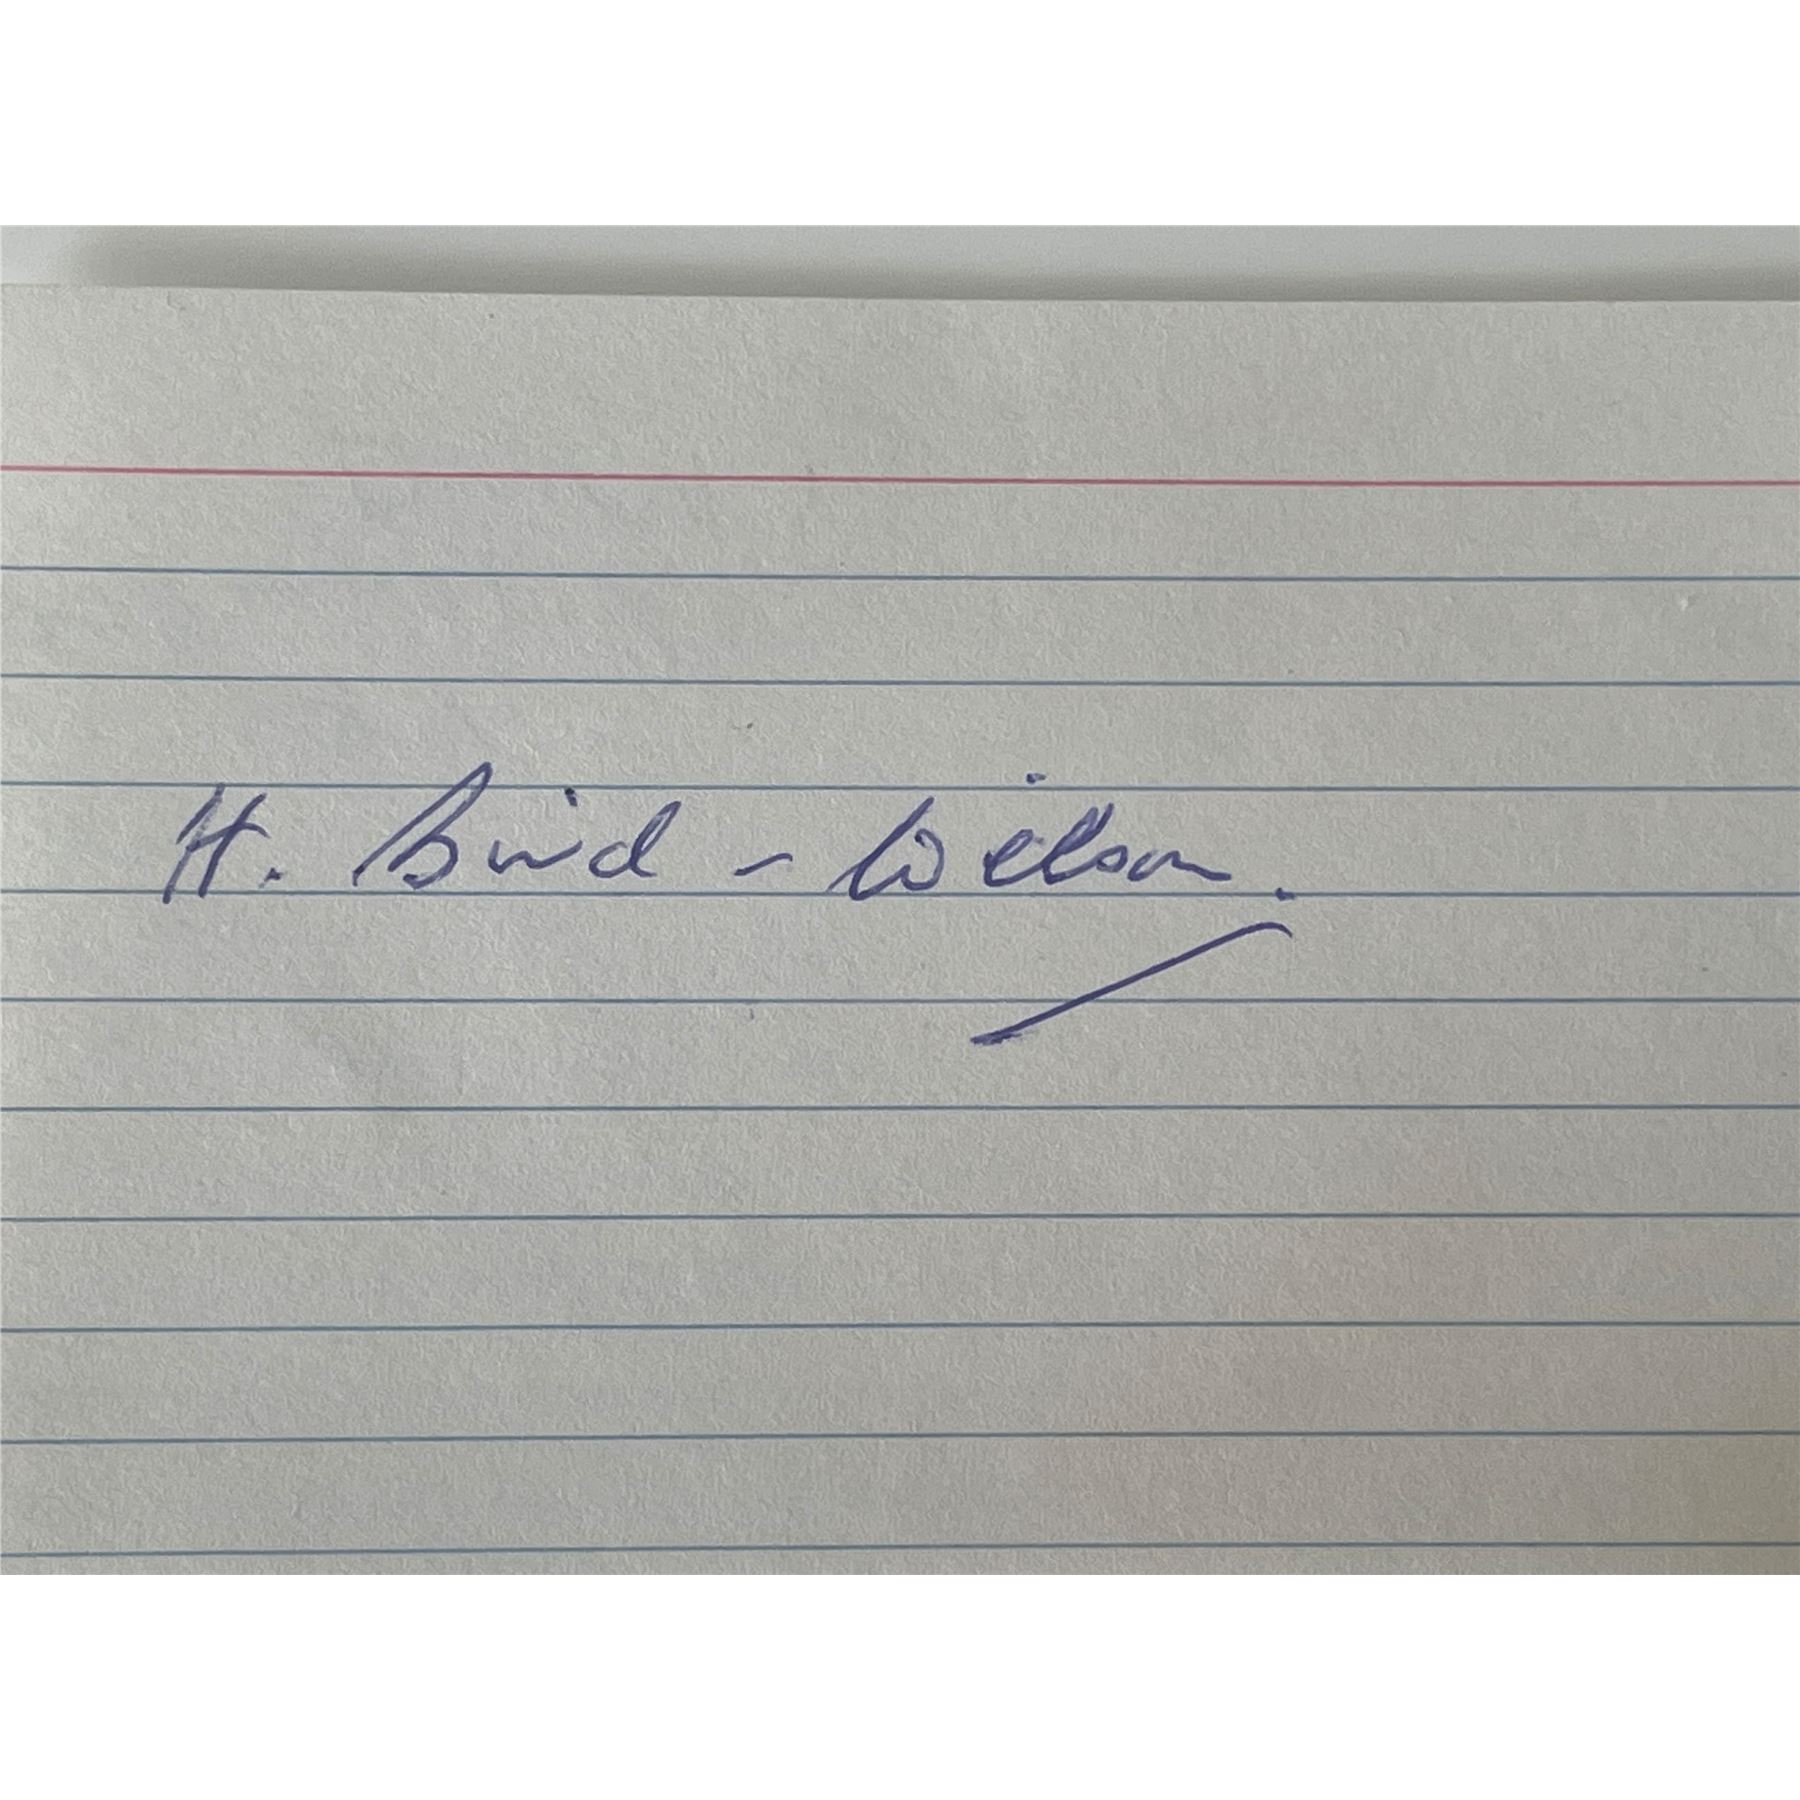 H. Bird - Wilson.